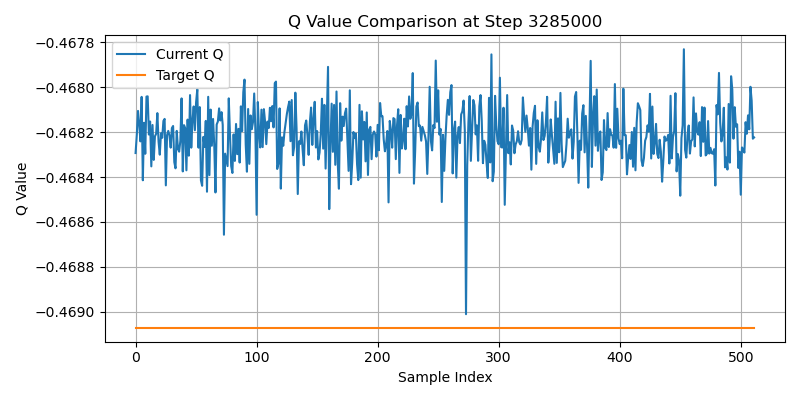 Q Value Comparison at Step 3285000
Current Q
Target Q
Q Value
−0.4678
−0.4680
−0.4682
−0.4684
−0.4686
−0.4688
−0.4690
0
100
200
300
400
500
Sample Index